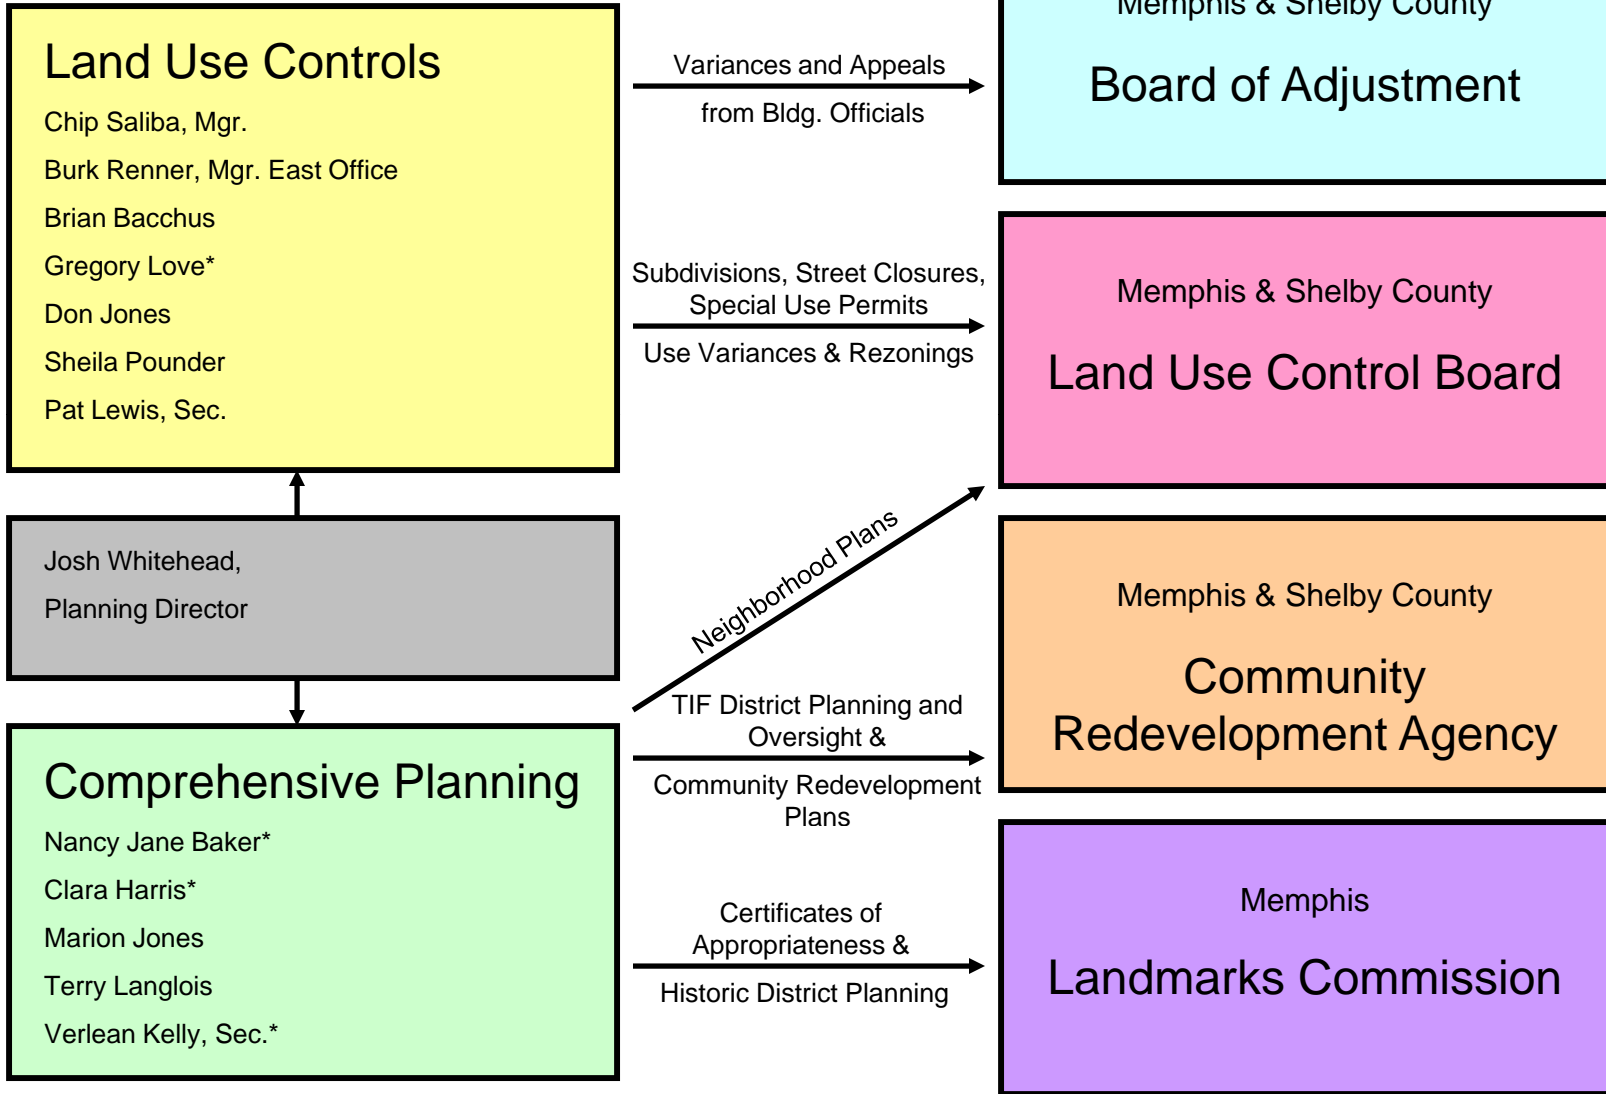 Land Use Controls
Chip Saliba, Mgr.
Burk Renner, Mgr. East Office
Brian Bacchus
Gregory Love*
Don Jones
Sheila Pounder
Pat Lewis, Sec.
Josh Whitehead,
Planning Director
Comprehensive Planning
Nancy Jane Baker*
Clara Harris*
Marion Jones
Terry Langlois
Verlean Kelly, Sec.*
Variances and Appeals
from Bldg. Officials
Subdivisions, Street Closures,
Special Use Permits
Use Variances & Rezonings
Neighborhood Plans
TIF District Planning and
Oversight &
Community Redevelopment
Plans
Certificates of
Appropriateness &
Historic District Planning
Memphis & Shelby County
Board of Adjustment
Memphis & Shelby County
Land Use Control Board
Memphis & Shelby County
Community
Redevelopment Agency
Memphis
Landmarks Commission